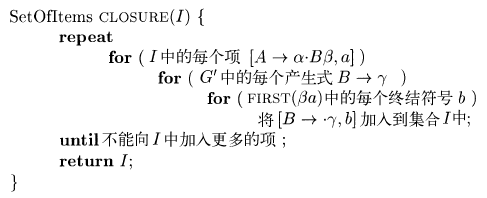 SetOfItems CLOSURE(I) {
repeat
for ( I 中的每个项 [A → α·Bβ, a] )
for ( G′ 中的每个产生式 B → γ )
for ( FIRST(βa)中的每个终结符号 b )
将 [B → ·γ, b] 加入到集合 I 中;
until 不能向 I 中加入更多的项 ;
return I;
}